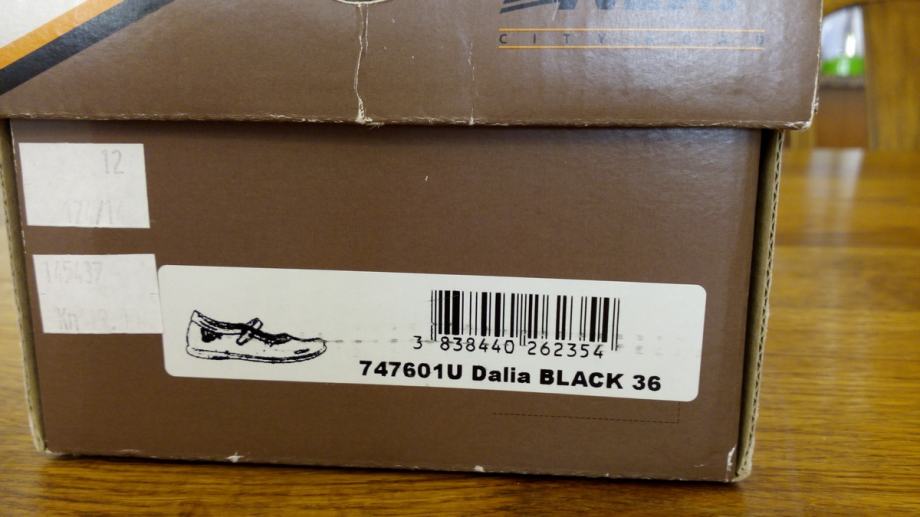 CITY ROAD
12
145437
3 838440 262354
747601U Dalia BLACK 36